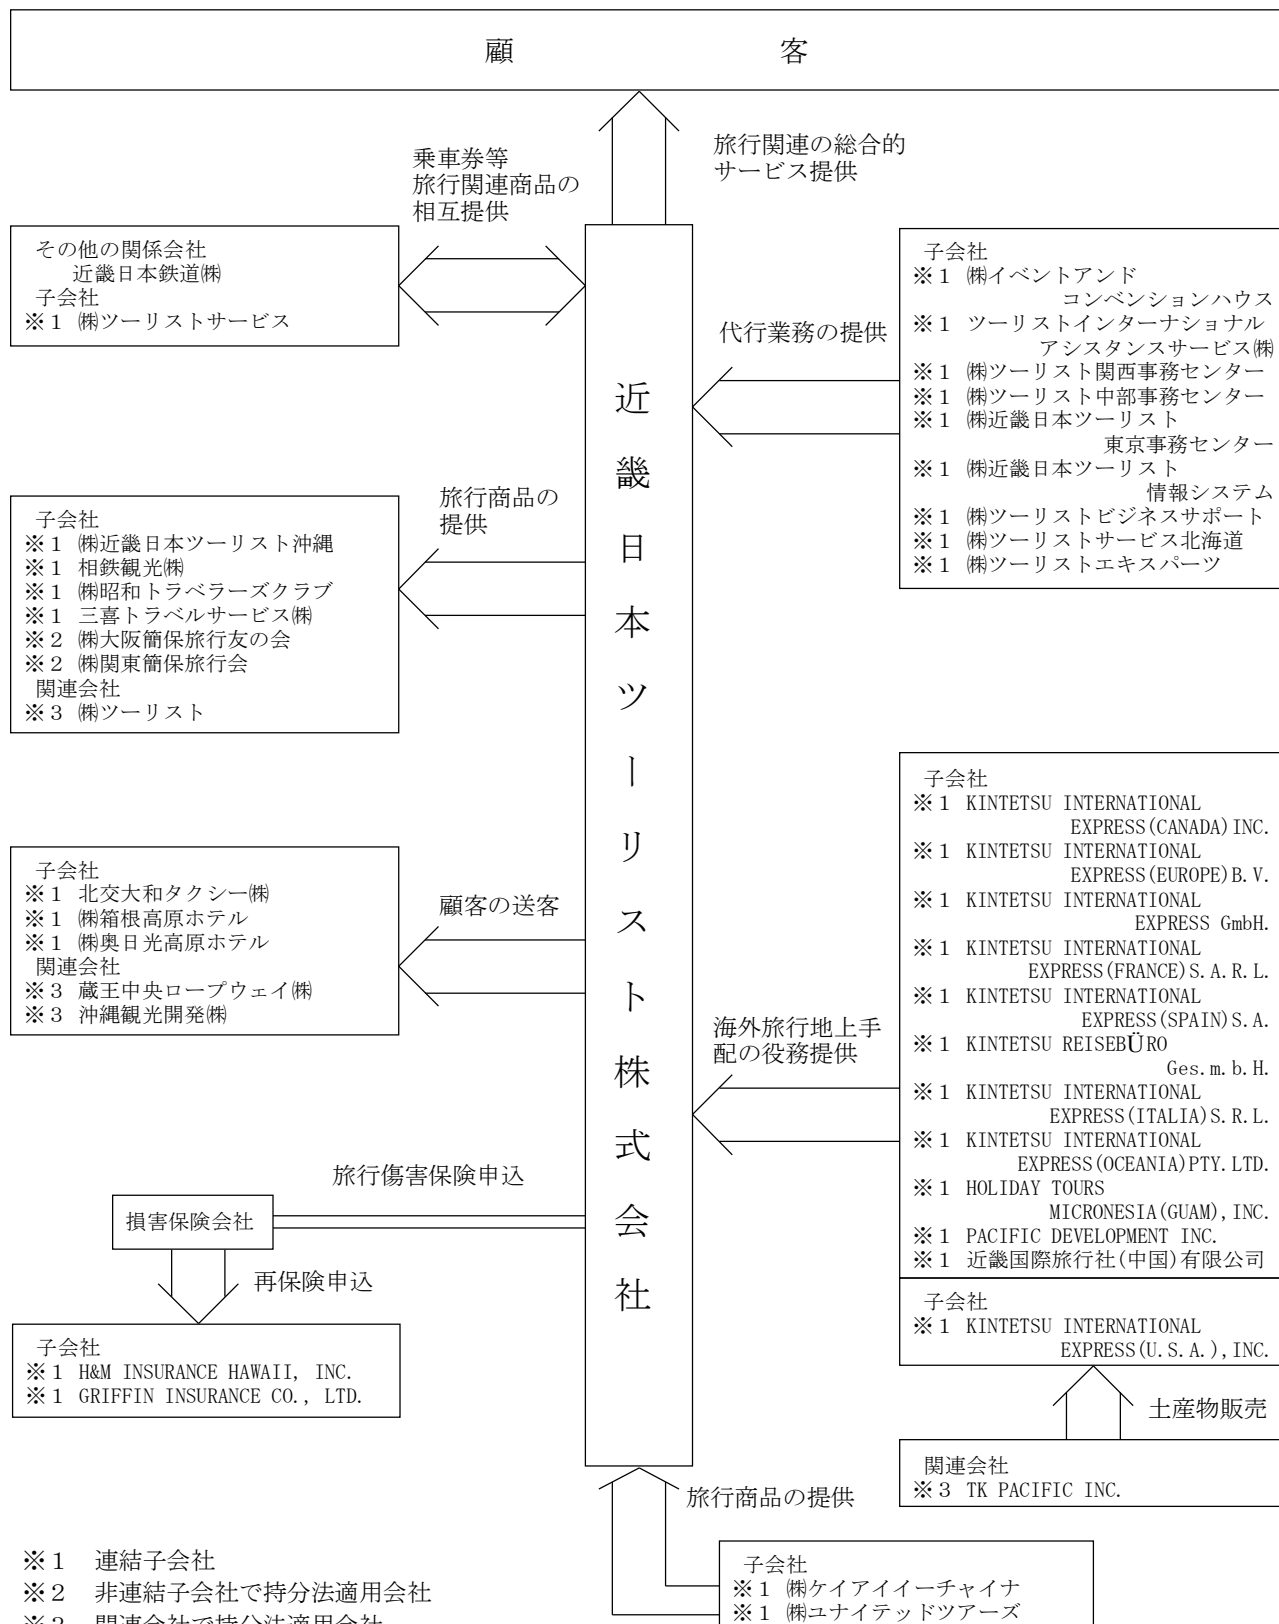 顧客
旅行関連の総合的
サービス提供
乗車券等
旅行関連商品の
相互提供
その他の関係会社
近畿日本鉄道㈱
子会社
※1 ㈱ツーリストサービス
子会社
※1 ㈱イベントアンド
コンベンションハウス
※1 ツーリストインターナショナル
アシスタンスサービス㈱
※1 ㈱ツーリスト関西事務センター
※1 ㈱ツーリスト中部事務センター
※1 ㈱近畿日本ツーリスト
東京事務センター
※1 ㈱近畿日本ツーリスト
情報システム
※1 ㈱ツーリストビジネスサポート
※1 ㈱ツーリストサービス北海道
※1 ㈱ツーリストエキスパーツ
代行業務の提供
近畿日本ツーリスト株式会社
旅行商品の
提供
子会社
※1 ㈱近畿日本ツーリスト沖縄
※1 相鉄観光㈱
※1 ㈱昭和トラベラーズクラブ
※1 三喜トラベルサービス㈱
※2 ㈱大阪簡保旅行友の会
※2 ㈱関東簡保旅行会
関連会社
※3 ㈱ツーリスト
顧客の送客
子会社
※1 北交大和タクシー㈱
※1 ㈱箱根高原ホテル
※1 ㈱奥日光高原ホテル
関連会社
※3 蔵王中央ロープウェイ㈱
※3 沖縄観光開発㈱
海外旅行地上手
配の役務提供
子会社
※1 KINTETSU INTERNATIONAL
EXPRESS(CANADA)INC.
※1 KINTETSU INTERNATIONAL
EXPRESS(EUROPE)B.V.
※1 KINTETSU INTERNATIONAL
EXPRESS GmbH.
※1 KINTETSU INTERNATIONAL
EXPRESS(FRANCE)S.A.R.L.
※1 KINTETSU INTERNATIONAL
EXPRESS(SPAIN)S.A.
※1 KINTETSU REISEBÜRO
Ges.m.b.H.
※1 KINTETSU INTERNATIONAL
EXPRESS(ITALIA)S.R.L.
※1 KINTETSU INTERNATIONAL
EXPRESS(OCEANIA)PTY.LTD.
※1 HOLIDAY TOURS
MICRONESIA(GUAM),INC.
※1 PACIFIC DEVELOPMENT INC.
※1 近畿国際旅行社(中国)有限公司
子会社
※1 KINTETSU INTERNATIONAL
EXPRESS(U.S.A.),INC.
土産物販売
関連会社
※3 TK PACIFIC INC.
旅行傷害保険申込
損害保険会社
再保険申込
子会社
※1 H&M INSURANCE HAWAII, INC.
※1 GRIFFIN INSURANCE CO., LTD.
旅行商品の提供
子会社
※1 ㈱ケイアイイーチャイナ
※1 ㈱ユナイテッドツアーズ
※1 連結子会社
※2 非連結子会社で持分法適用会社
※3 関連会社で持分法適用会社